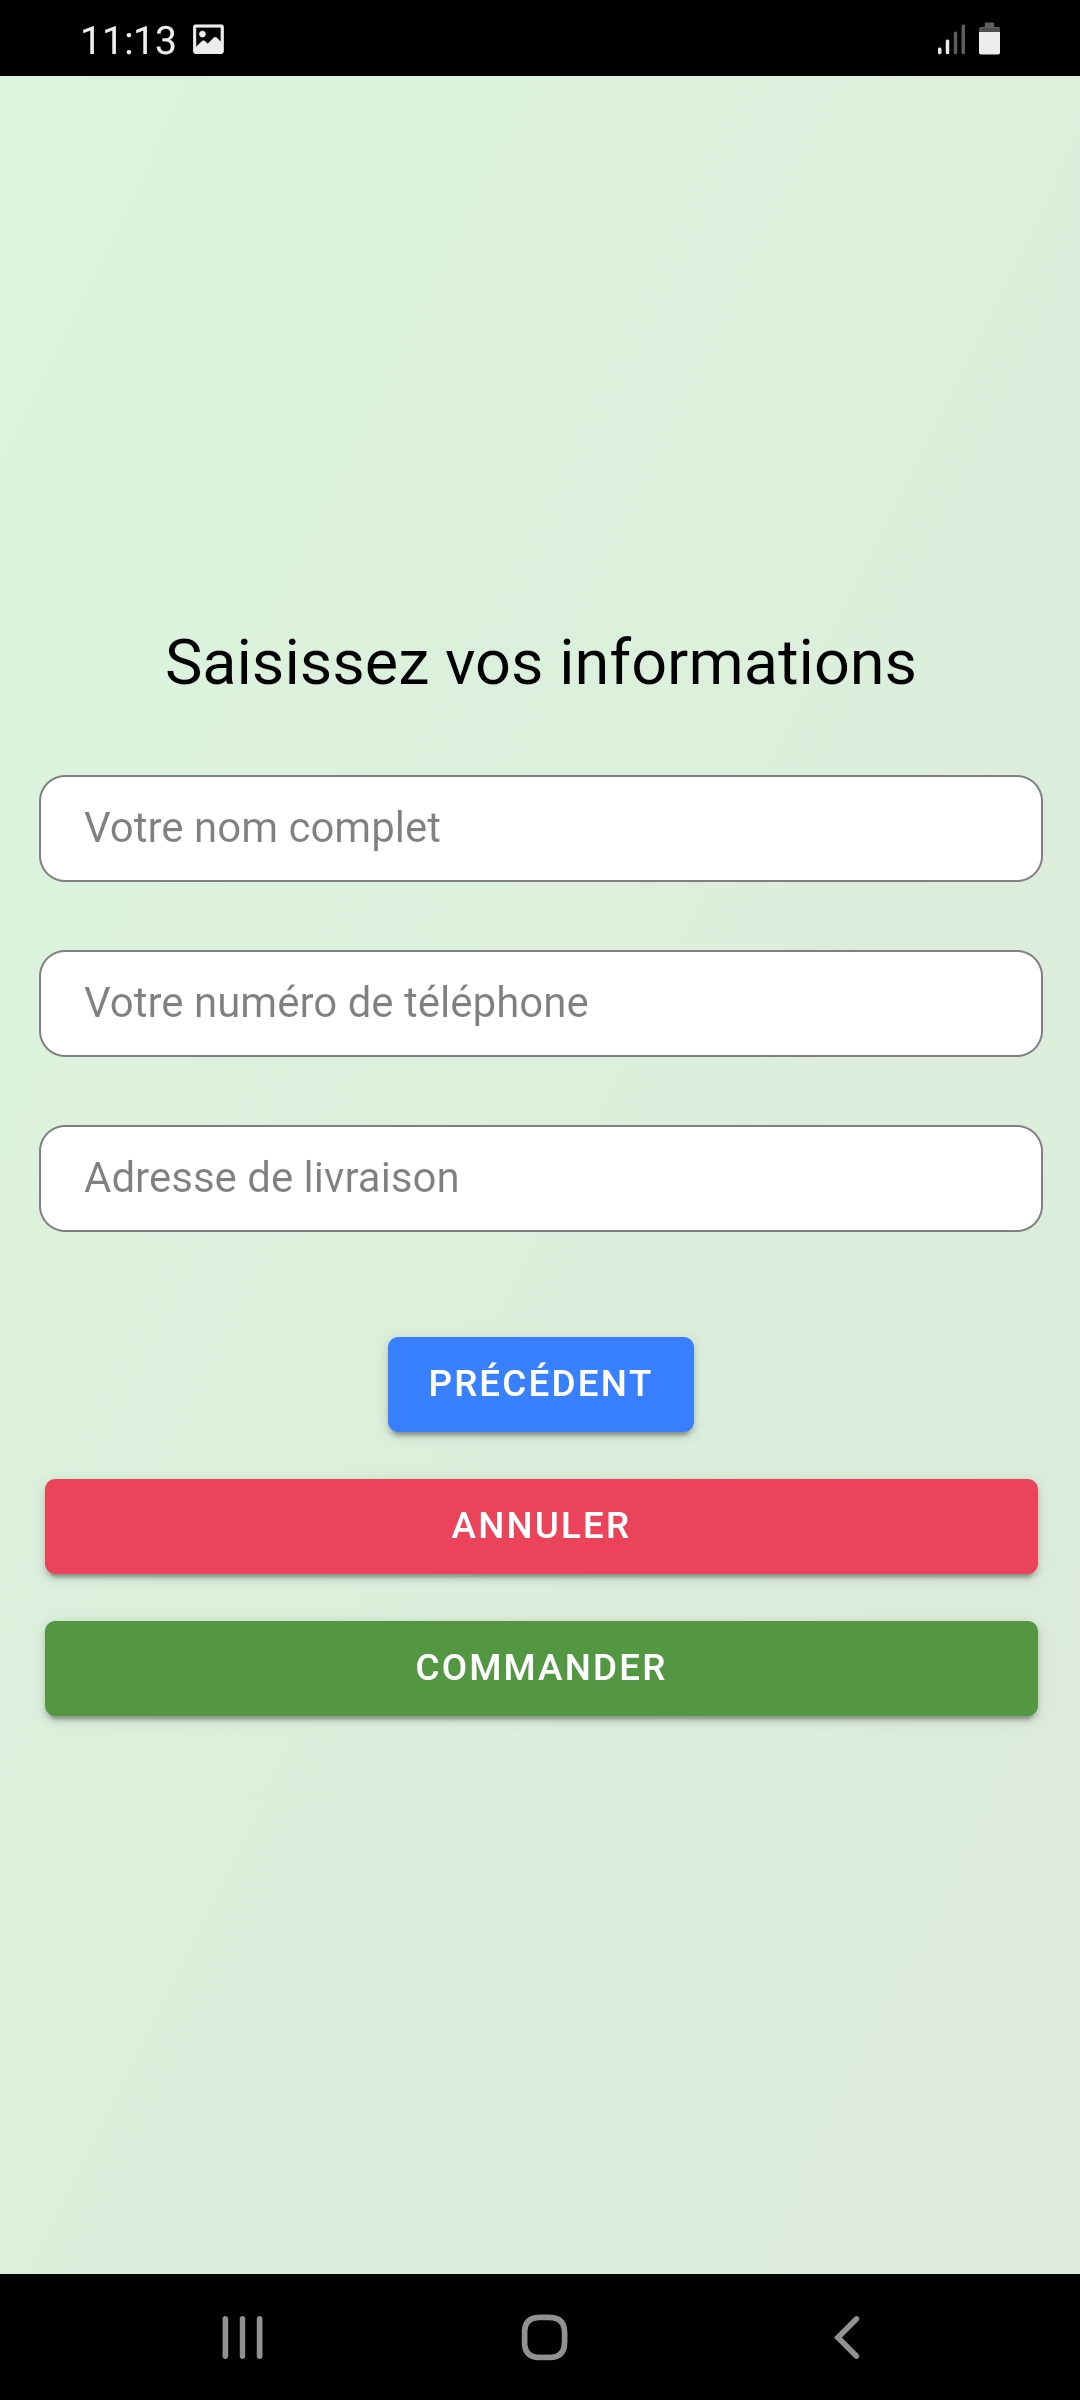 11:13
Saisissez vos informations
Votre nom complet
Votre numéro de téléphone
Adresse de livraison
PRÉCÉDENT
ANNULER
COMMANDER